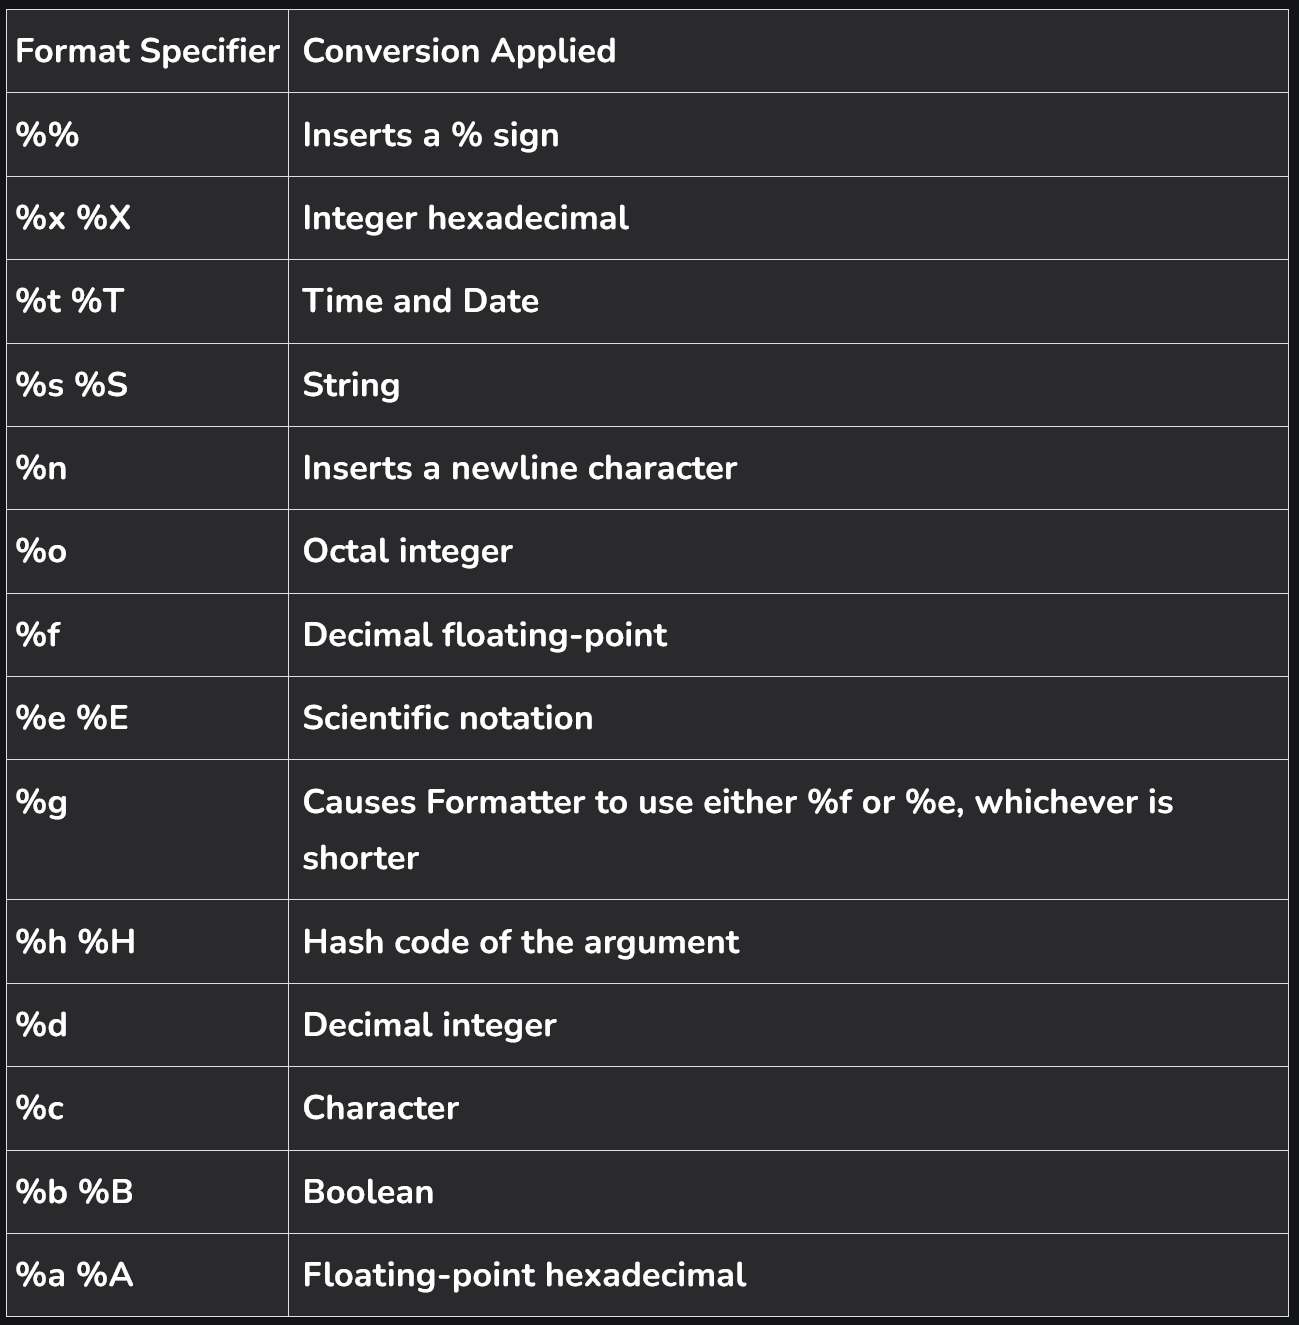 Format Specifier Conversion Applied
%% Inserts a % sign
%x %X Integer hexadecimal
%t %T Time and Date
%s %S String
%n Inserts a newline character
%o Octal integer
%f Decimal floating-point
%e %E Scientific notation
%g Causes Formatter to use either %f or %e, whichever is
shorter
%h %H Hash code of the argument
%d Decimal integer
%c Character
%b %B Boolean
%a %A Floating-point hexadecimal